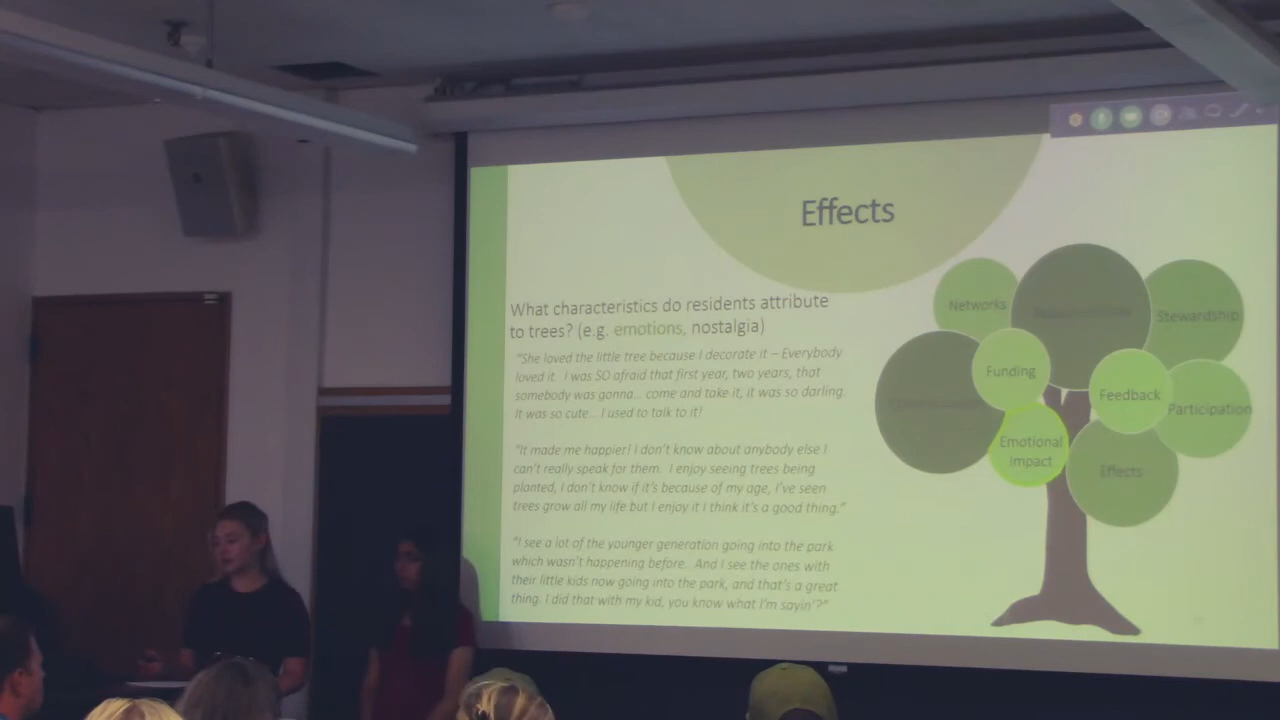 Effects
What characteristics do residents attribute
to trees? (e.g. emotions, nostalgia)
"She loved the little tree because I decorate it – Everybody
loved it. I was SO afraid that first year, two years, that
somebody was gonna... come and take it, it was so darling.
It was so cute... I used to talk to it!
"It made me happier! I don't know about anybody else I
can't really speak for them. I enjoy seeing trees being
planted, I don't know if it's because of my age, I've seen
trees grow all my life but I enjoy it I think it's a good thing."
"I see a lot of the younger generation going into the park
which wasn't happening before. And I see the ones with
their little kids now going into the park, and that's a great
thing. I did that with my kid, you know what I'm sayin'?"
Networks
Stewardship
Funding
Feedback
Participation
Emotional
Impact
Effects